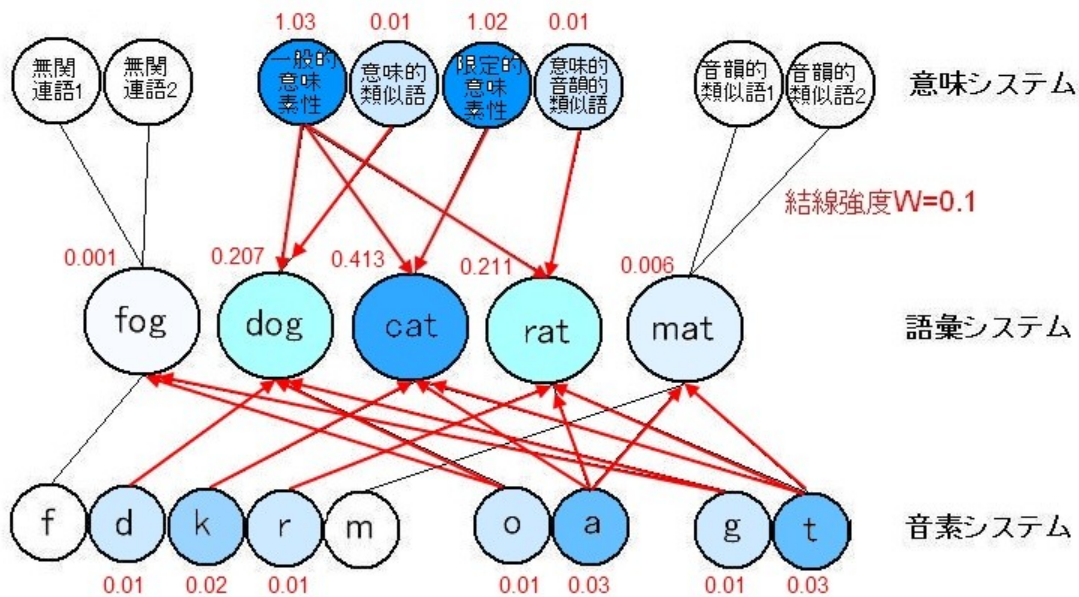 1.03 0.01 1.02 0.01
無関
連語1
無関
連語2
一般的
意味
素性
意味的
類似語
限定的
意味
素性
意味的
音韻的
類似語
音韻的
類似語1
音韻的
類似語2
意味システム
結線強度W=0.1
0.001 0.207 0.413 0.211 0.006
fog dog cat rat mat
語彙システム
f d k r m o a g t
音素システム
0.01 0.02 0.01 0.01 0.03 0.01 0.03